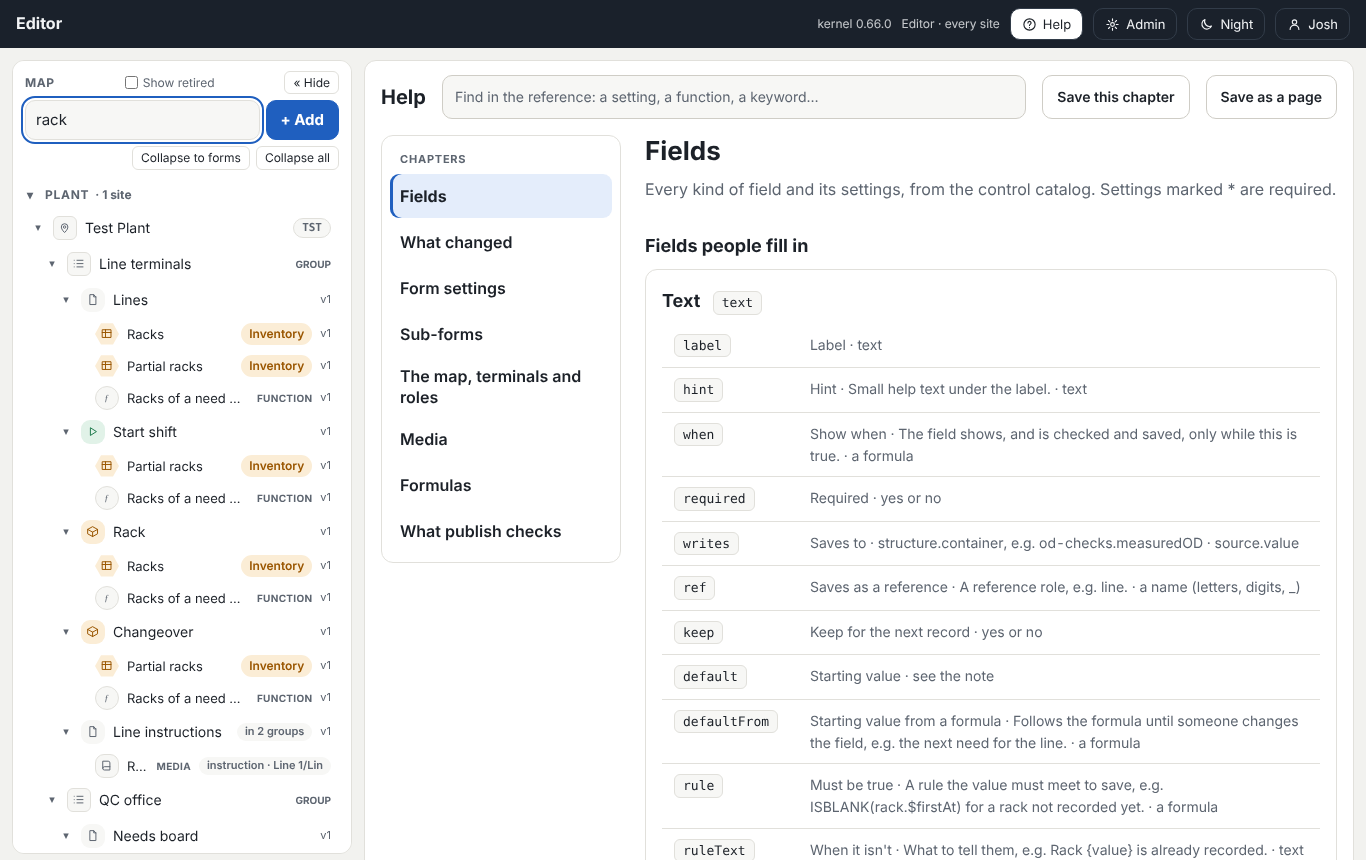 Editor
kernel 0.66.0 Editor · every site Help Admin Night Josh
MAP Show retired « Hide
rack + Add
Collapse to forms Collapse all
PLANT · 1 site
Test Plant TST
Line terminals GROUP
Lines v1
Racks Inventory v1
Partial racks Inventory v1
Racks of a need ... FUNCTION v1
Start shift v1
Partial racks Inventory v1
Racks of a need ... FUNCTION v1
Rack v1
Racks Inventory v1
Racks of a need ... FUNCTION v1
Changeover v1
Partial racks Inventory v1
Racks of a need ... FUNCTION v1
Line instructions in 2 groups v1
R... MEDIA instruction · Line 1/Lin
QC office GROUP
Needs board v1
Help Find in the reference: a setting, a function, a keyword... Save this chapter Save as a page
CHAPTERS
Fields
What changed
Form settings
Sub-forms
The map, terminals and
roles
Media
Formulas
What publish checks
Fields
Every kind of field and its settings, from the control catalog. Settings marked * are required.
Fields people fill in
Text text
label Label · text
hint Hint · Small help text under the label. · text
when Show when · The field shows, and is checked and saved, only while this is
true. · a formula
required Required · yes or no
writes Saves to · structure.container, e.g. od-checks.measuredOD · source.value
ref Saves as a reference · A reference role, e.g. line. · a name (letters, digits, _)
keep Keep for the next record · yes or no
default Starting value · see the note
defaultFrom Starting value from a formula · Follows the formula until someone changes
the field, e.g. the next need for the line. · a formula
rule Must be true · A rule the value must meet to save, e.g.
ISBLANK(rack.$firstAt) for a rack not recorded yet. · a formula
ruleText When it isn't · What to tell them, e.g. Rack {value} is already recorded. · text